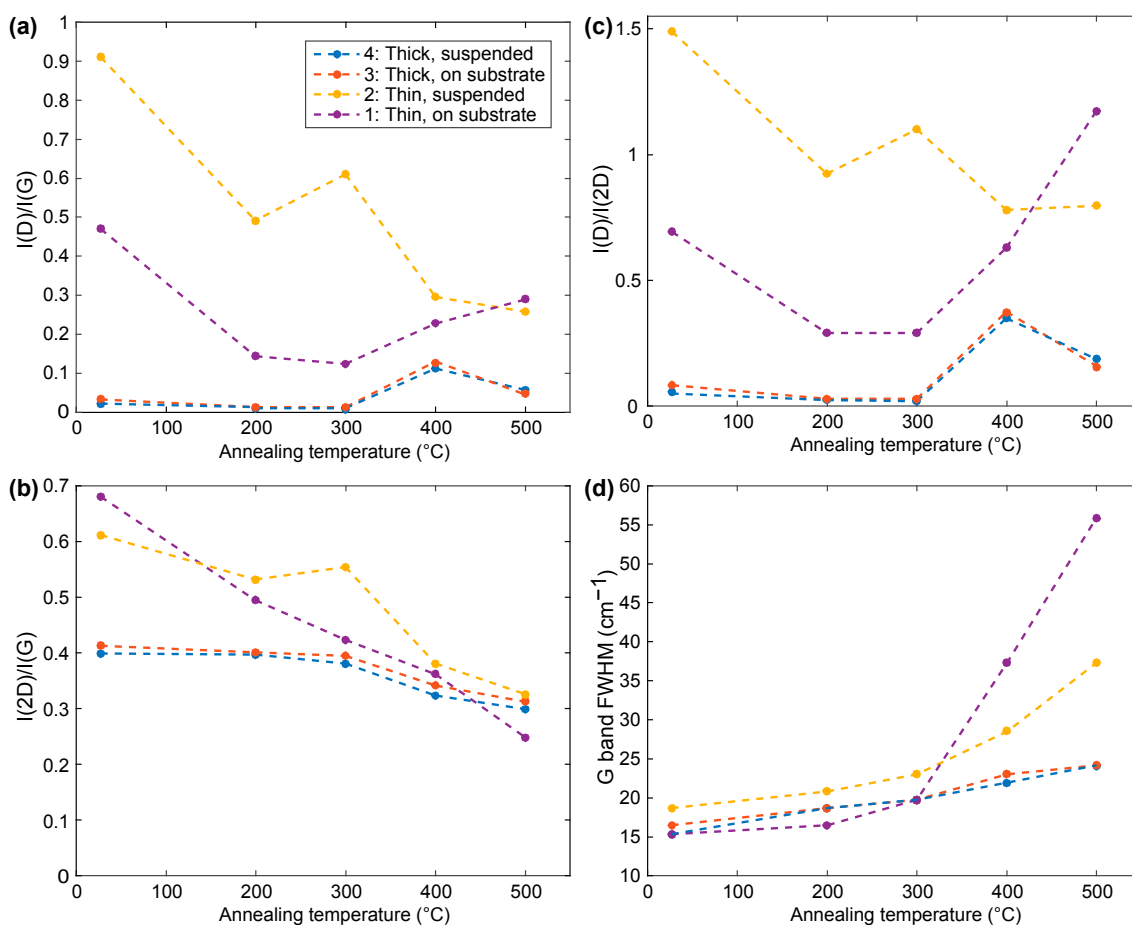 (a)
1
0.9
0.8
0.7
0.6
0.5
0.4
0.3
0.2
0.1
0
I(D)/I(G)
4: Thick, suspended
3: Thick, on substrate
2: Thin, suspended
1: Thin, on substrate
0 100 200 300 400 500
Annealing temperature (°C)
(c)
1.5
1
0.5
0
I(D)/I(2D)
0 100 200 300 400 500
Annealing temperature (°C)
(b)
0.7
0.6
0.5
0.4
0.3
0.2
0.1
0
I(2D)/I(G)
0 100 200 300 400 500
Annealing temperature (°C)
(d)
60
55
50
45
40
35
30
25
20
15
10
G band FWHM (cm⁻¹)
0 100 200 300 400 500
Annealing temperature (°C)